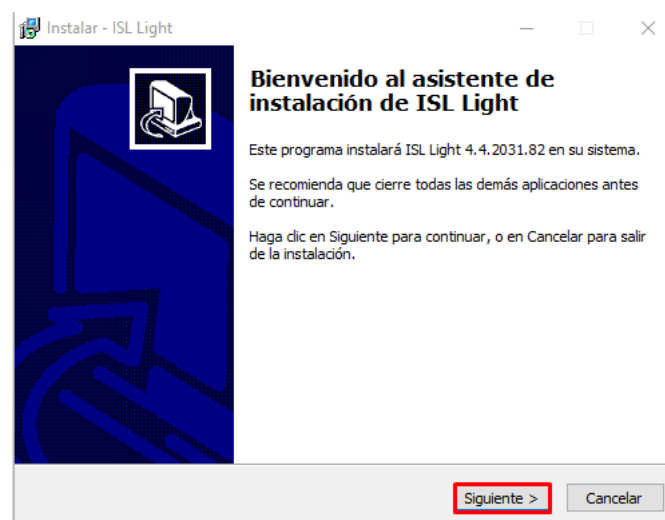 Instalar - ISL Light
Bienvenido al asistente de
instalación de ISL Light
Este programa instalará ISL Light 4.4.2031.82 en su sistema.
Se recomienda que cierre todas las demás aplicaciones antes
de continuar.
Haga clic en Siguiente para continuar, o en Cancelar para salir
de la instalación.
Siguiente > Cancelar